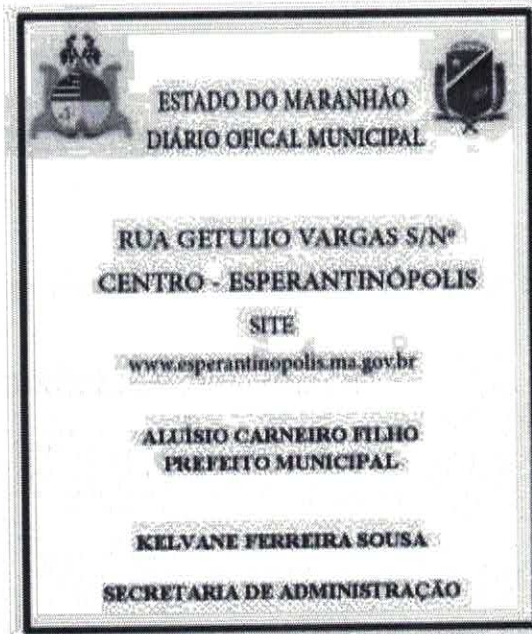 ESTADO DO MARANHÃO
DIÁRIO OFICAL MUNICIPAL
RUA GETULIO VARGAS S/Nº
CENTRO - ESPERANTINÓPOLIS
SITE
www.esperantinopolis.ma.gov.br
ALUÍSIO CARNEIRO FILHO
PREFEITO MUNICIPAL
KELVANE FERREIRA SOUSA
SECRETARIA DE ADMINISTRAÇÃO